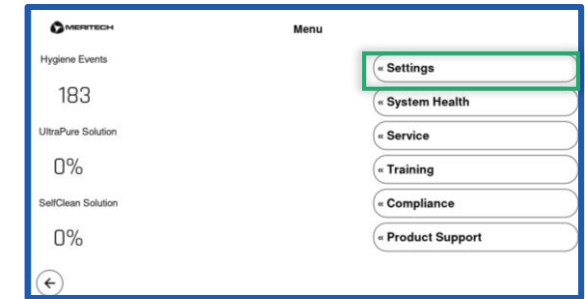 MERITECH
Menu
Hygiene Events
183
UltraPure Solution
0%
SelfClean Solution
0%
« Settings
« System Health
« Service
« Training
« Compliance
« Product Support